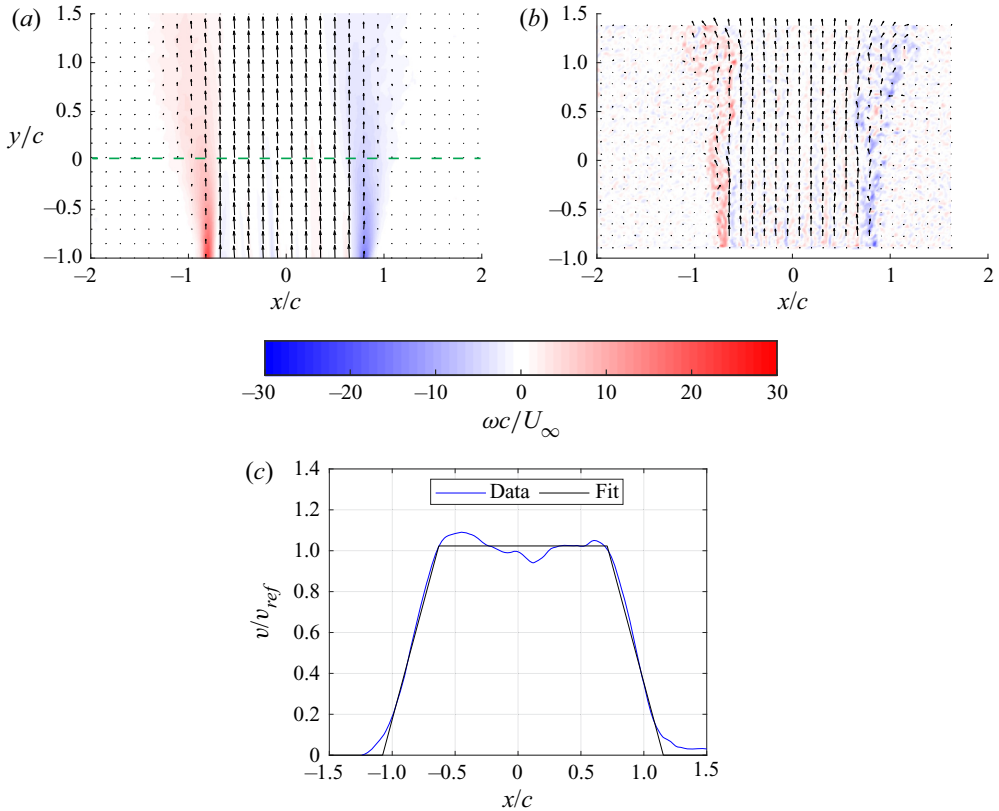 (a)
(b)
1.5
1.0
0.5
0
–0.5
–1.0
y/c
–2 –1 0 1 2
x/c
1.5
1.0
0.5
0
–0.5
–1.0
–2 –1 0 1 2
x/c
–30 –20 –10 0 10 20 30
ωc/U∞
(c)
1.4
1.2
1.0
0.8
0.6
0.4
0.2
0
v/v_ref
Data Fit
–1.5 –1.0 –0.5 0 0.5 1.0 1.5
x/c